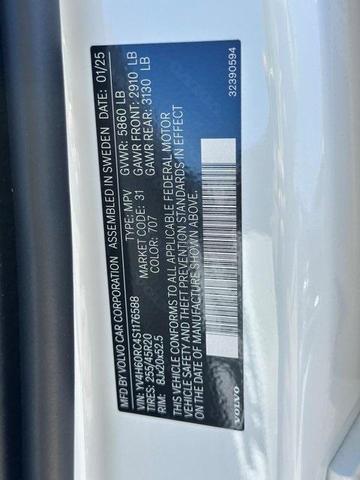 MFD BY VOLVO CAR CORPORATION ASSEMBLED IN SWEDEN DATE: 01/25
VIN: YV4H60RC4S1176588 GVWR: 5860 LB
TIRES: 255/45R20 TYPE: MPV GAWR FRONT: 2910 LB
8Jx20x52.5 MARKET CODE: 31 GAWR REAR: 3130 LB
COLOR: 707
THIS VEHICLE CONFORMS TO ALL APPLICABLE FEDERAL MOTOR
VEHICLE SAFETY AND THEFT PREVENTION STANDARDS IN EFFECT
ON THE DATE OF MANUFACTURE SHOWN ABOVE.
VOLVO 32390594